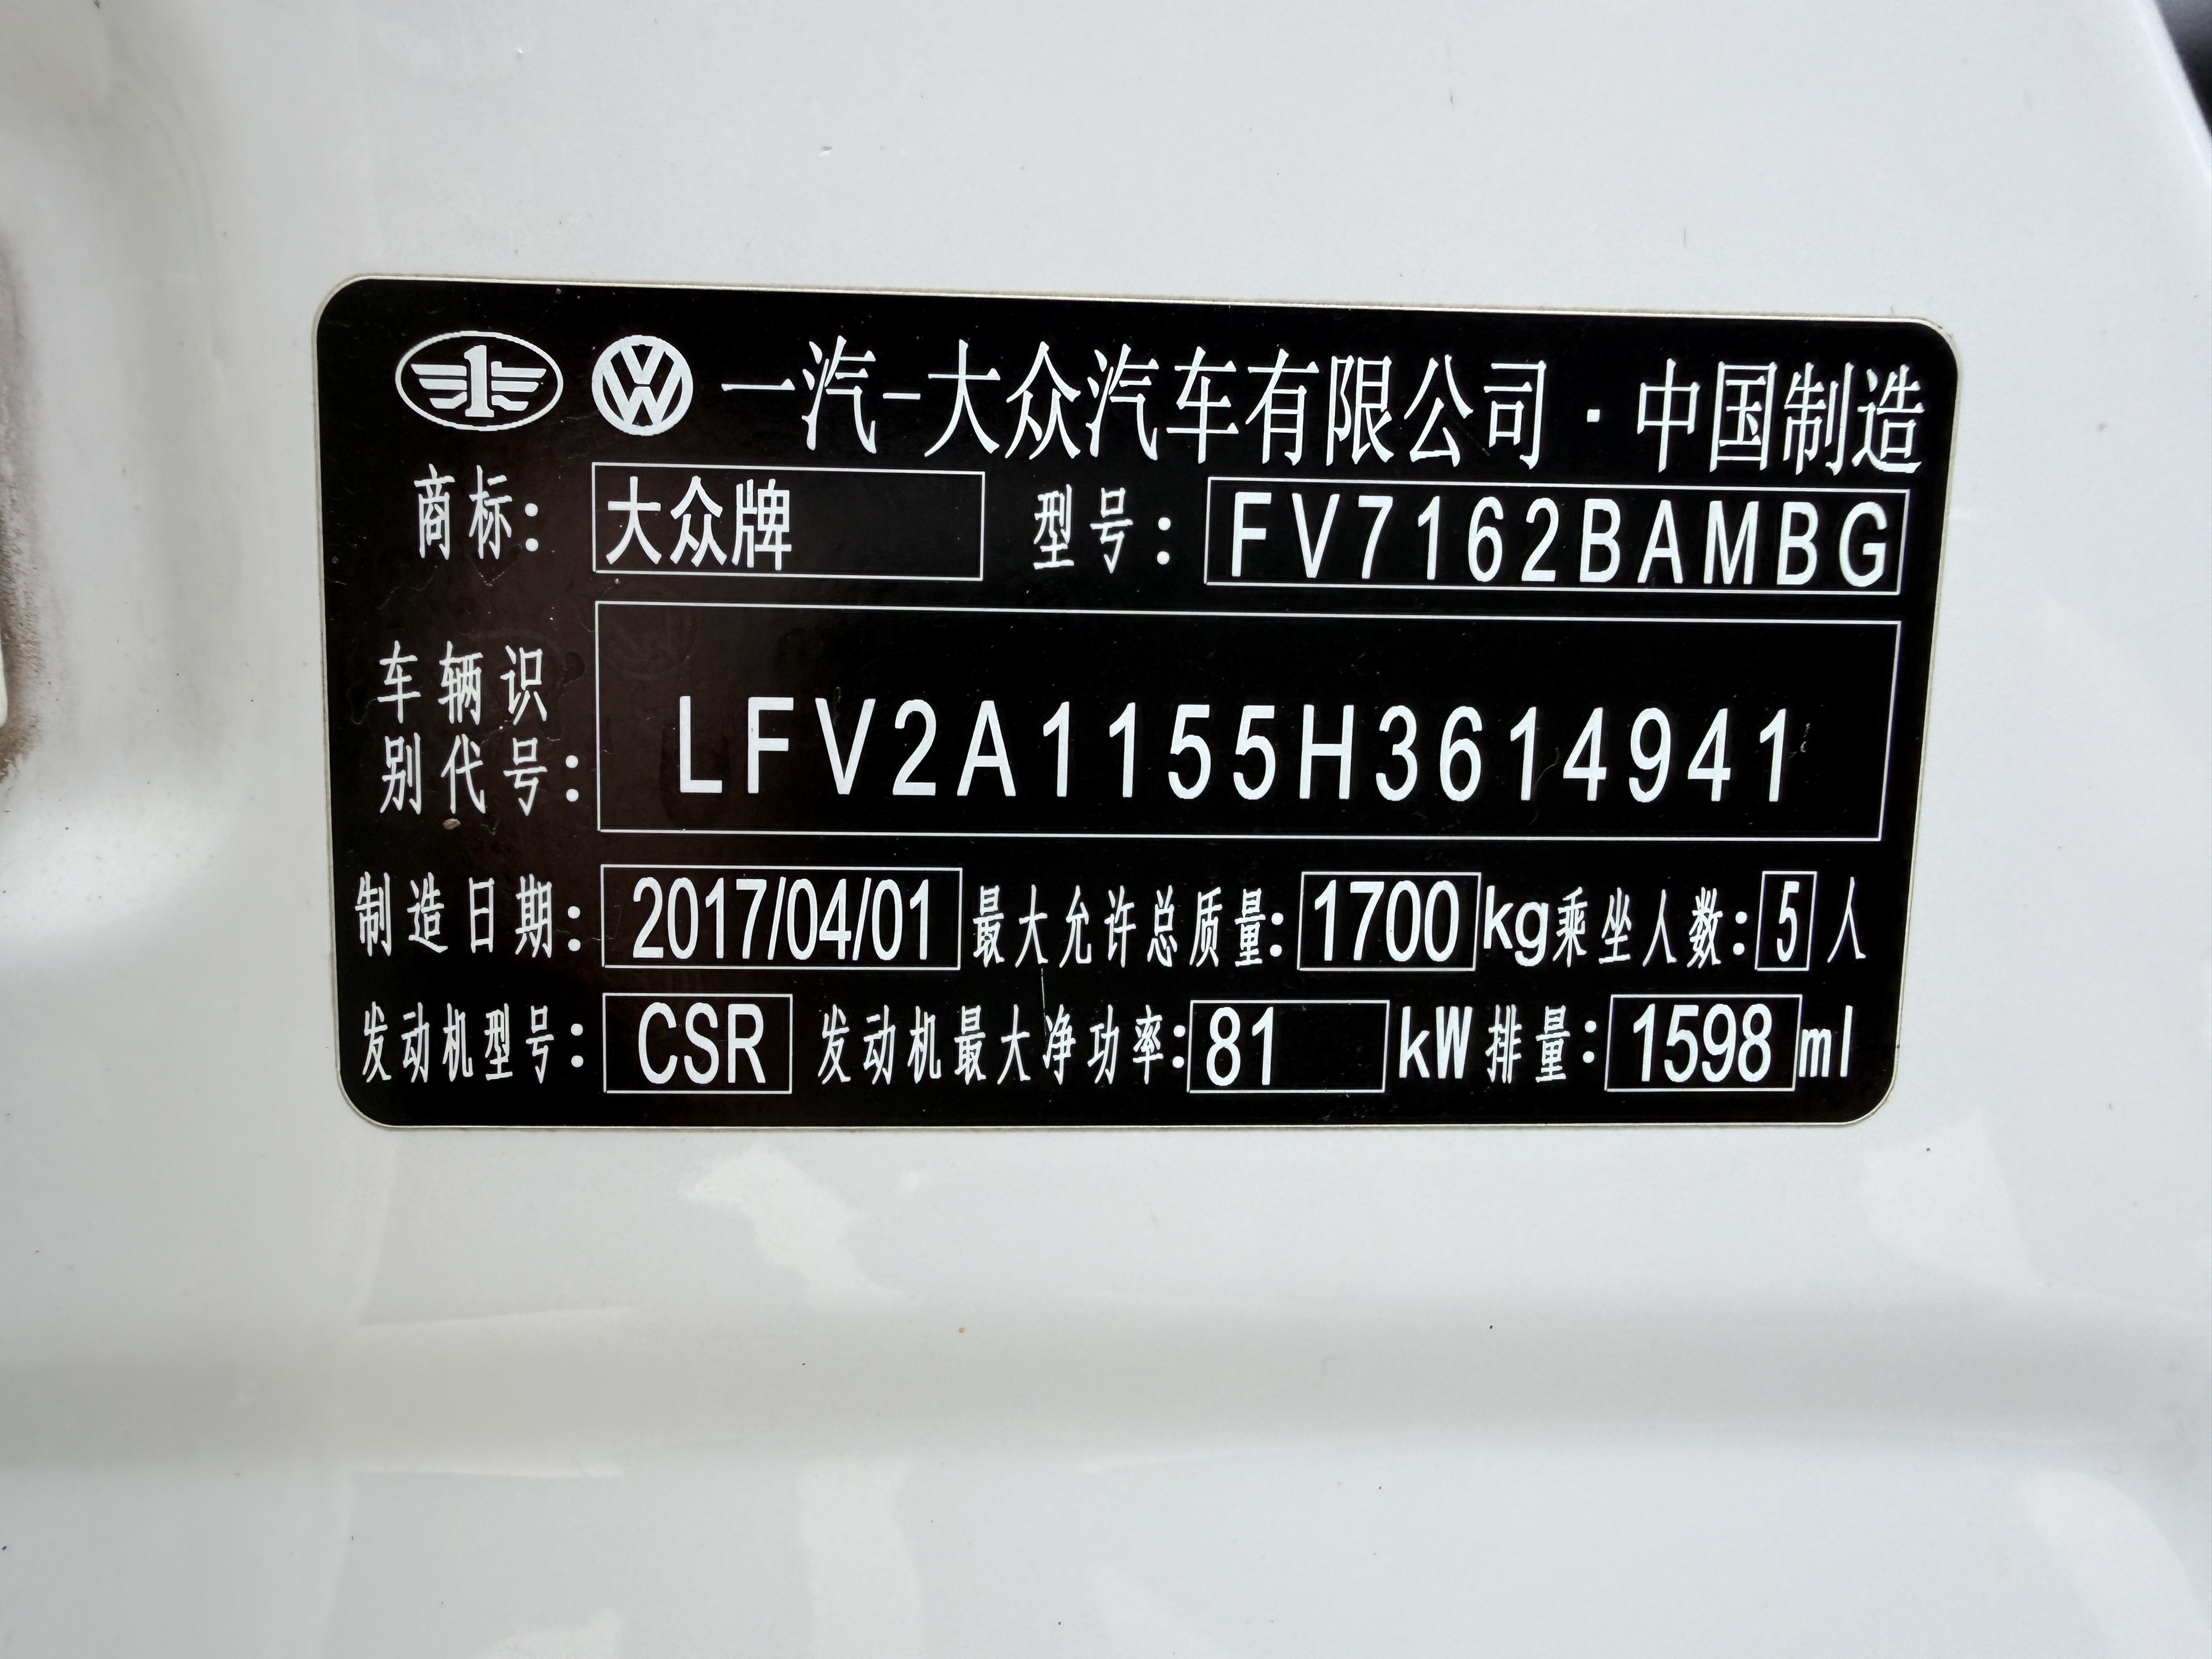 一汽-大众汽车有限公司·中国制造
商标: 大众牌 型号: FV7162BAMBG
车辆识
别代号: LFV2A1155H3614941
制造日期: 2017/04/01 最大允许总质量: 1700 kg 乘坐人数: 5 人
发动机型号: CSR 发动机最大净功率: 81 kW 排量: 1598 ml